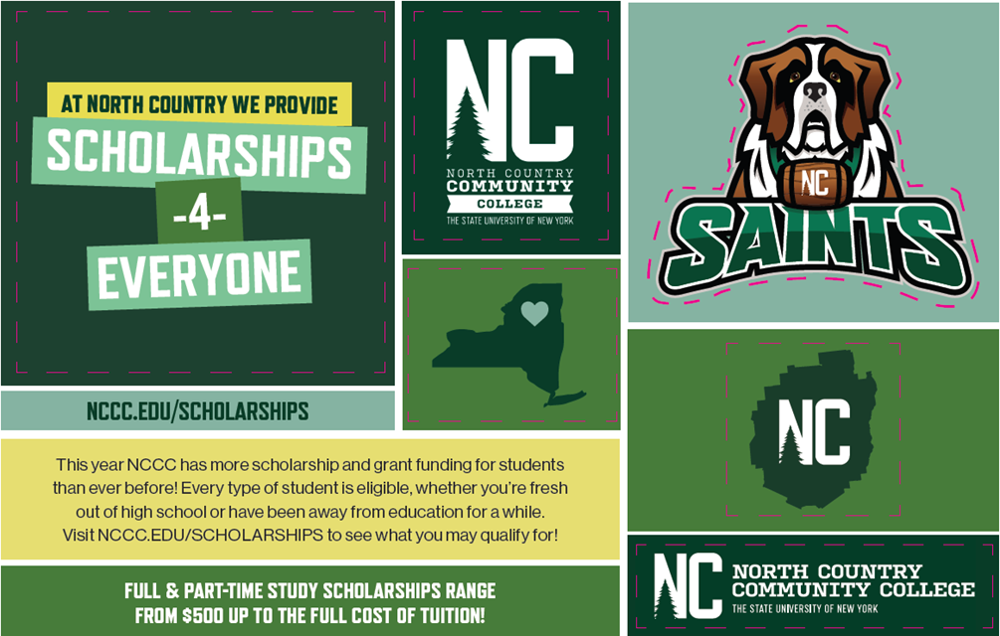 AT NORTH COUNTRY WE PROVIDE
SCHOLARSHIPS
-4-
EVERYONE
NCCC.EDU/SCHOLARSHIPS
This year NCCC has more scholarship and grant funding for students
than ever before! Every type of student is eligible, whether you're fresh
out of high school or have been away from education for a while.
Visit NCCC.EDU/SCHOLARSHIPS to see what you may qualify for!
FULL & PART-TIME STUDY SCHOLARSHIPS RANGE
FROM $500 UP TO THE FULL COST OF TUITION!
NC
NORTH COUNTRY
COMMUNITY
COLLEGE
THE STATE UNIVERSITY OF NEW YORK
NC
SAINTS
NC
NC
NORTH COUNTRY
COMMUNITY COLLEGE
THE STATE UNIVERSITY OF NEW YORK